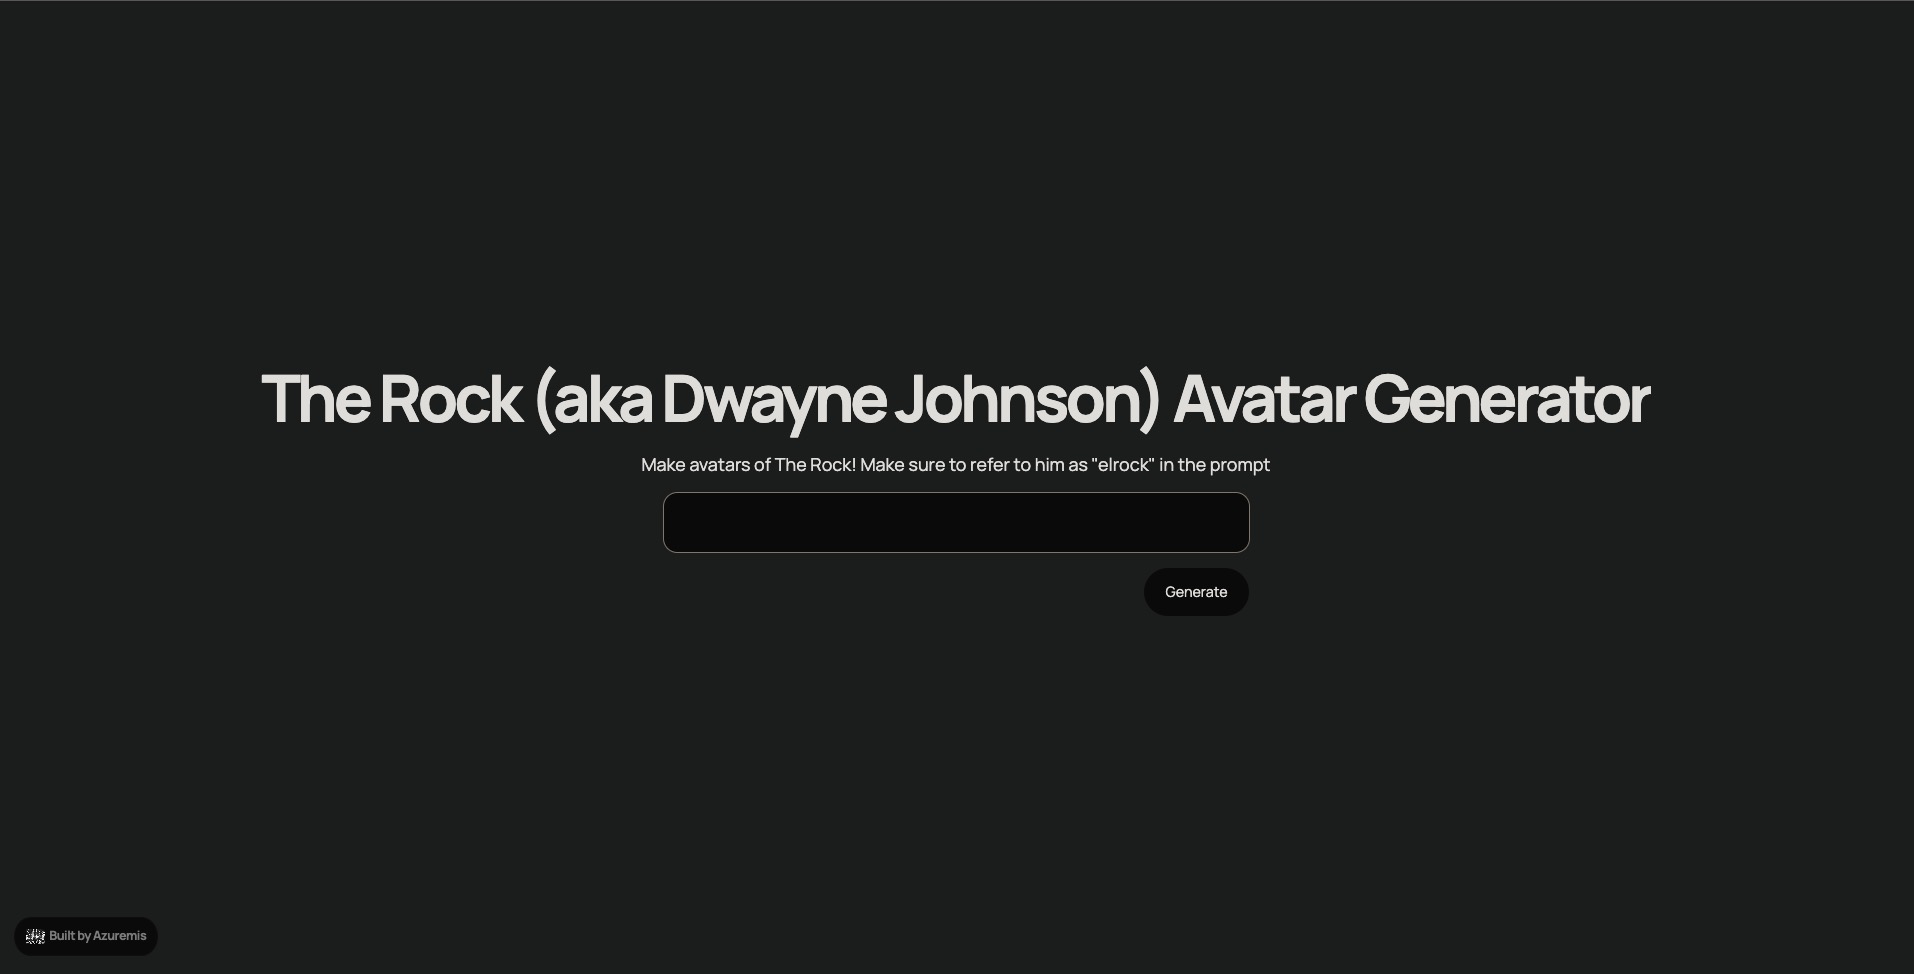 The Rock (aka Dwayne Johnson) Avatar Generator
Make avatars of The Rock! Make sure to refer to him as "elrock" in the prompt
Generate
Built by Azuremis